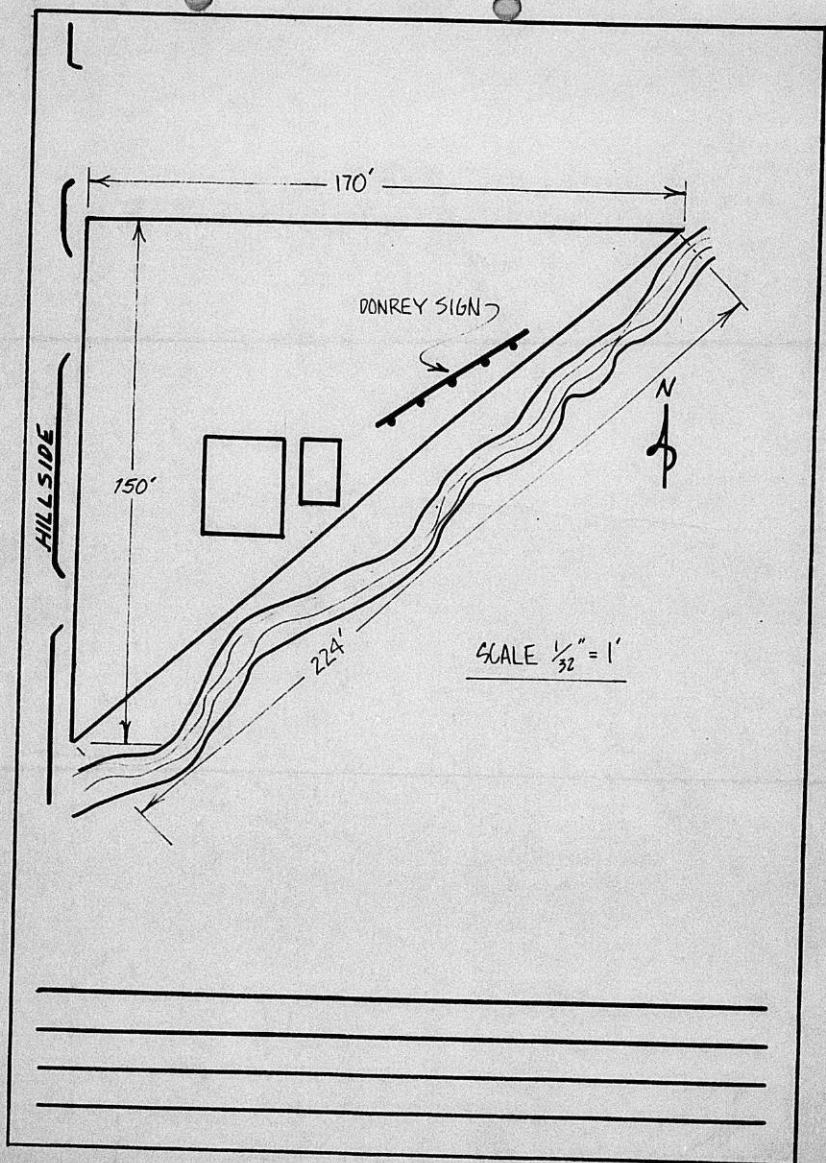 170'
DONREY SIGN
N
HILLSIDE
150'
224'
SCALE 1/32" = 1'